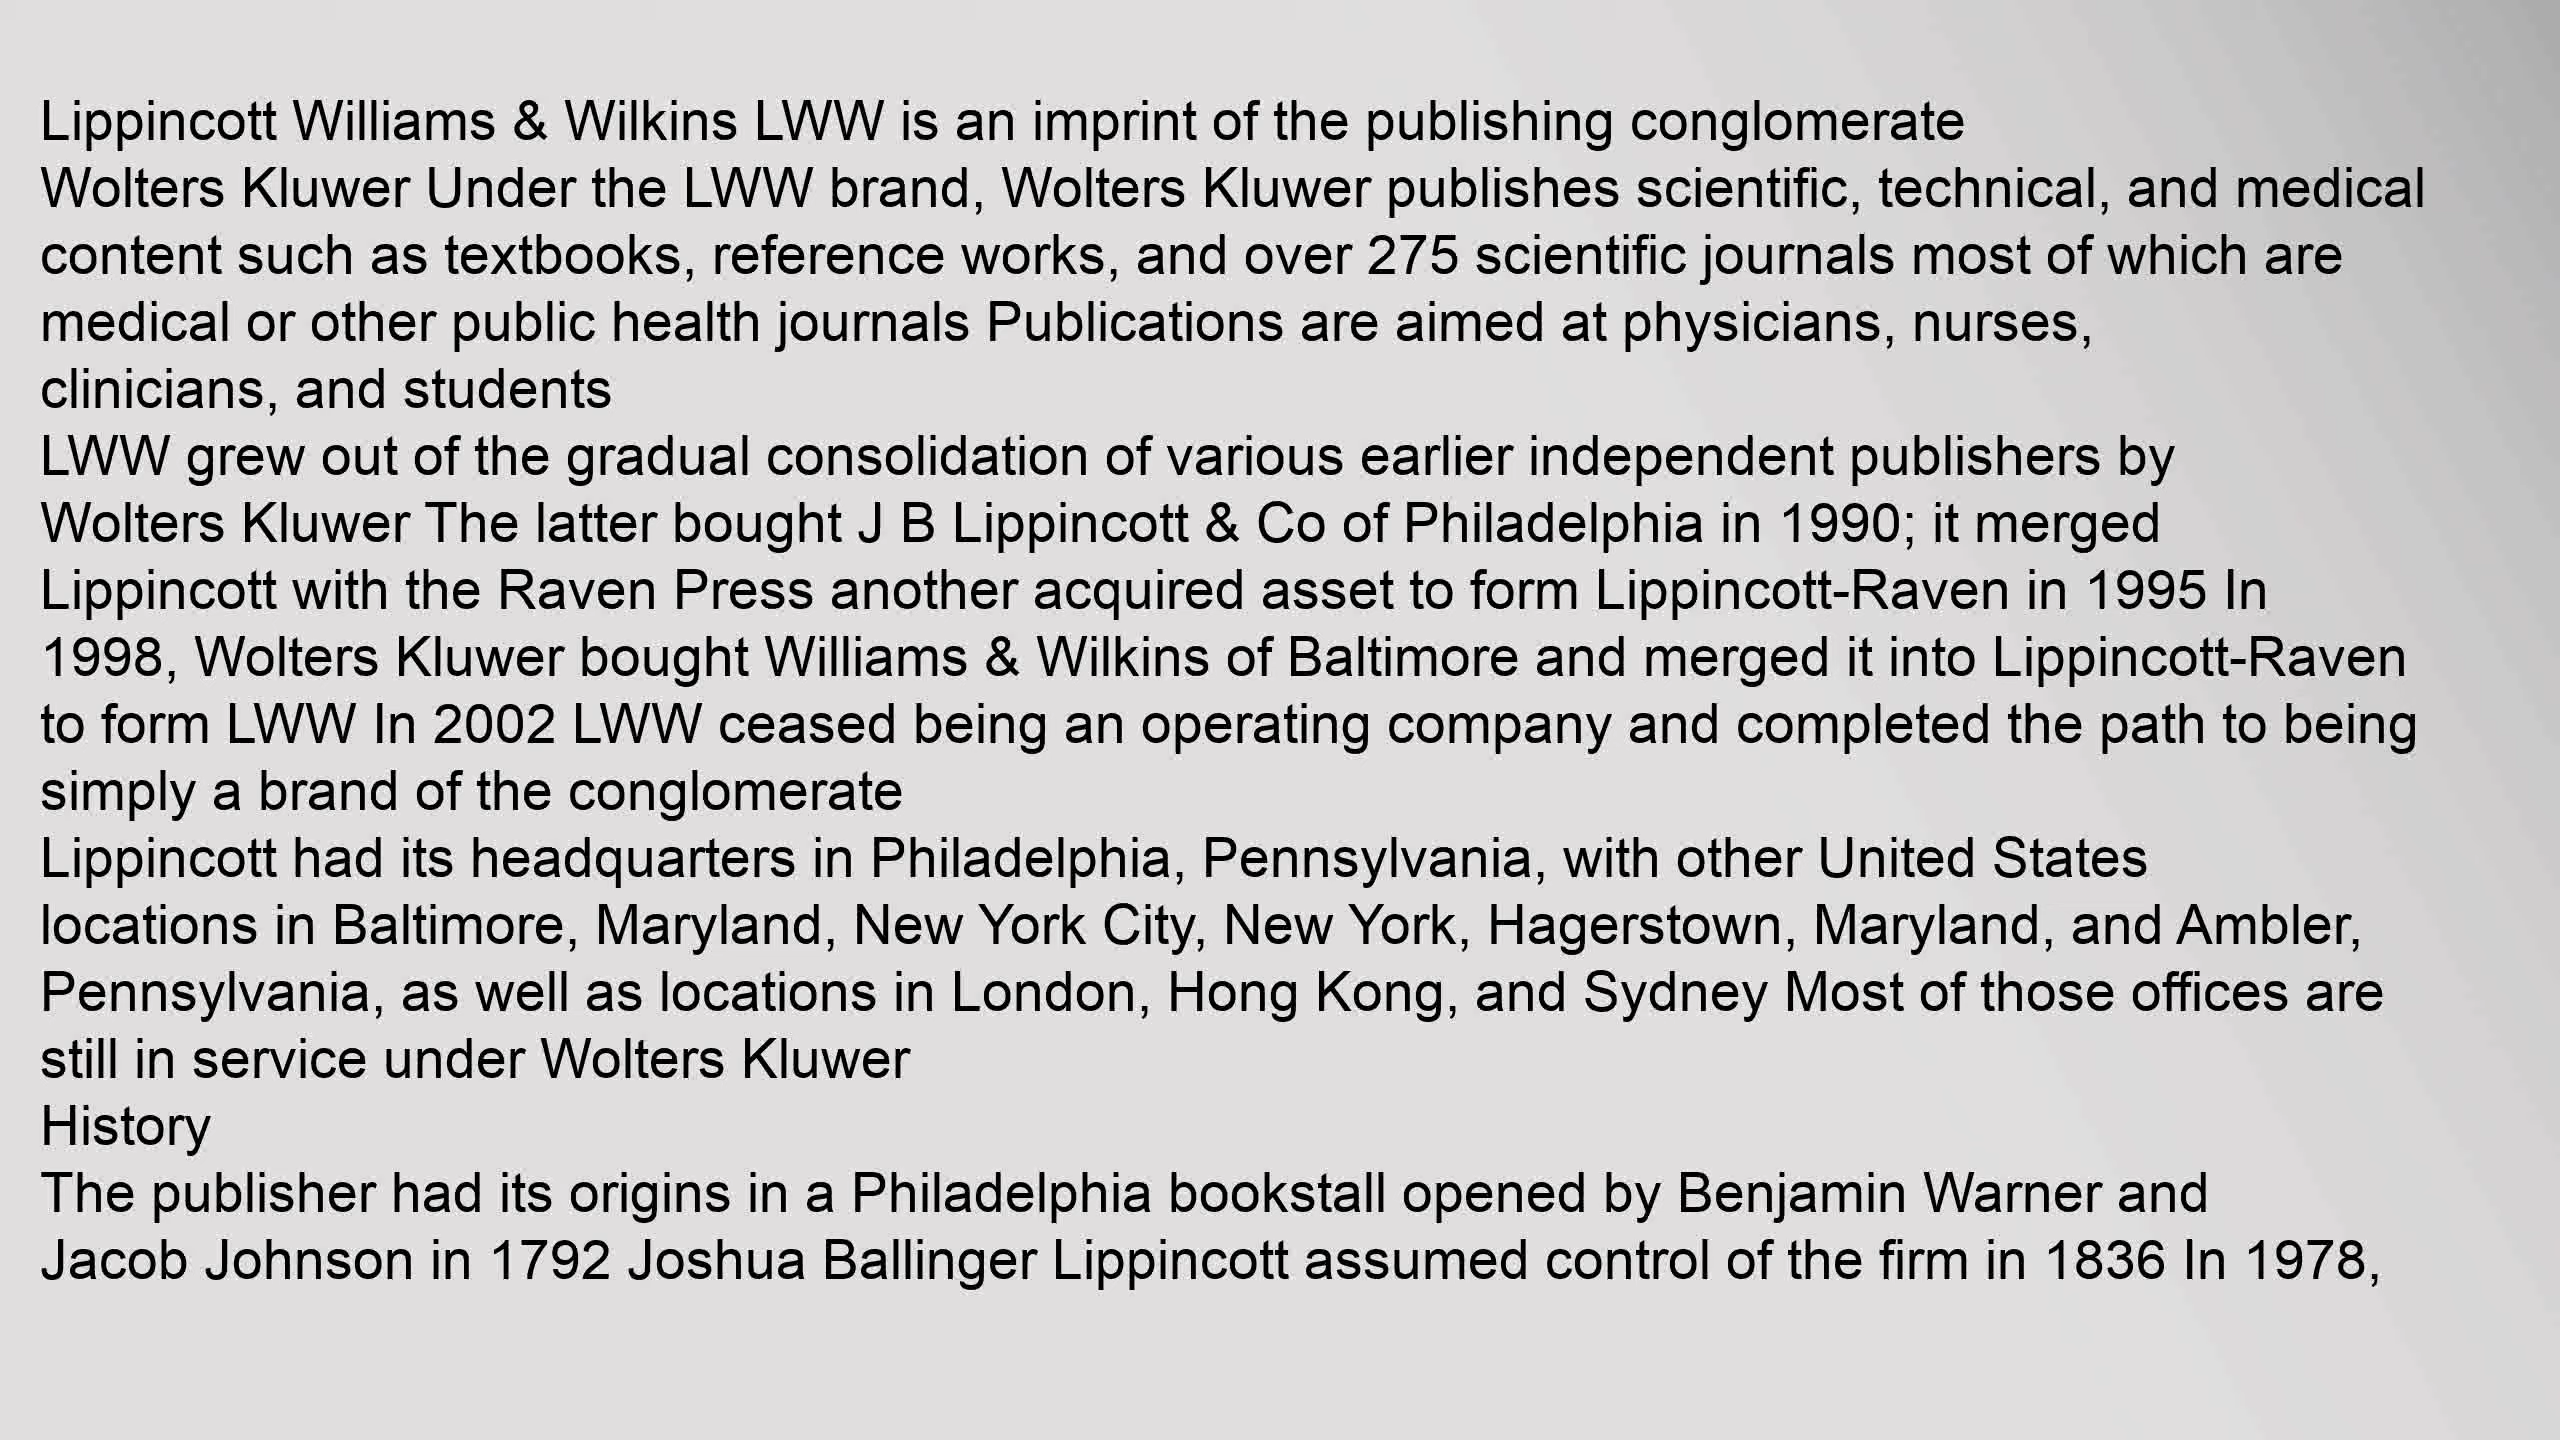 Lippincott Williams & Wilkins LWW is an imprint of the publishing conglomerate
Wolters Kluwer Under the LWW brand, Wolters Kluwer publishes scientific, technical, and medical
content such as textbooks, reference works, and over 275 scientific journals most of which are
medical or other public health journals Publications are aimed at physicians, nurses,
clinicians, and students
LWW grew out of the gradual consolidation of various earlier independent publishers by
Wolters Kluwer The latter bought J B Lippincott & Co of Philadelphia in 1990; it merged
Lippincott with the Raven Press another acquired asset to form Lippincott-Raven in 1995 In
1998, Wolters Kluwer bought Williams & Wilkins of Baltimore and merged it into Lippincott-Raven
to form LWW In 2002 LWW ceased being an operating company and completed the path to being
simply a brand of the conglomerate
Lippincott had its headquarters in Philadelphia, Pennsylvania, with other United States
locations in Baltimore, Maryland, New York City, New York, Hagerstown, Maryland, and Ambler,
Pennsylvania, as well as locations in London, Hong Kong, and Sydney Most of those offices are
still in service under Wolters Kluwer
History
The publisher had its origins in a Philadelphia bookstall opened by Benjamin Warner and
Jacob Johnson in 1792 Joshua Ballinger Lippincott assumed control of the firm in 1836 In 1978,